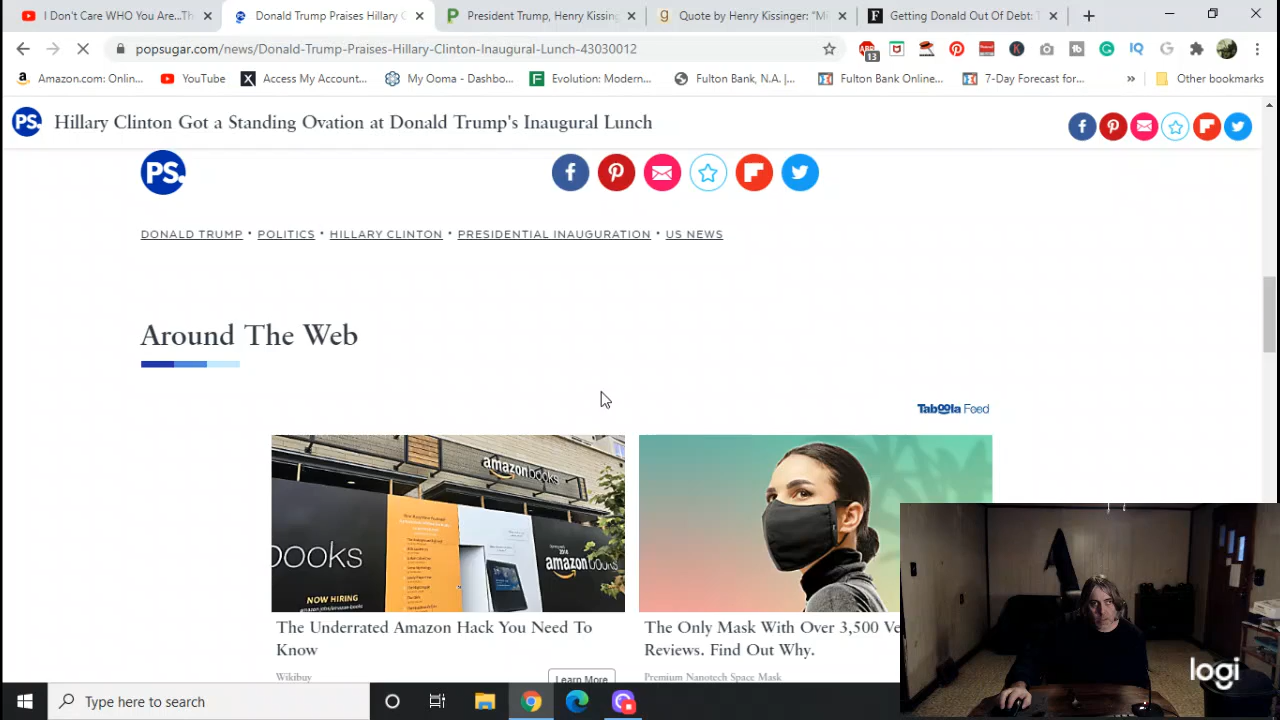 I Don't Care WHO You Are...Th
Donald Trump Praises Hillary C
President Trump, Henry Kissing
Quote by Henry Kissinger: "Mi
Getting Donald Out Of Debt: T
popsugar.com/news/Donald-Trump-Praises-Hillary-Clinton-Inaugural-Lunch-43030012
13
Amazon.com: Onlin...
YouTube
Access My Account...
My Ooma - Dashbo...
Evolution: Modern...
Fulton Bank, N.A. |...
Fulton Bank Online...
7-Day Forecast for...
Other bookmarks
PS.
Hillary Clinton Got a Standing Ovation at Donald Trump's Inaugural Lunch
PS.
DONALD TRUMP • POLITICS • HILLARY CLINTON • PRESIDENTIAL INAUGURATION • US NEWS
Around The Web
Taboola Feed
amazonbooks
books
amazonbooks
NOW HIRING
The Underrated Amazon Hack You Need To
Know
Wikibuy
Learn More
The Only Mask With Over 3,500 Ve
Reviews. Find Out Why.
Premium Nanotech Space Mask
logi
Type here to search